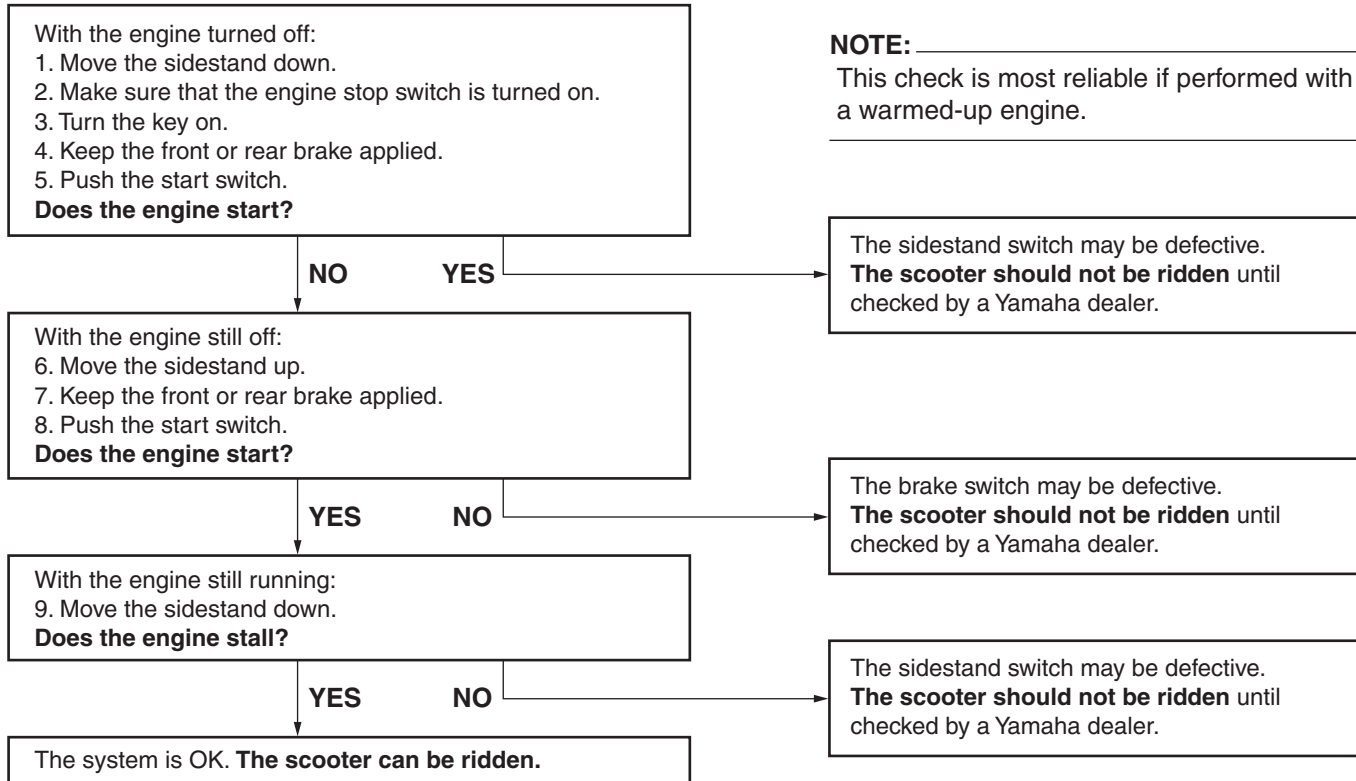 With the engine turned off:
1. Move the sidestand down.
2. Make sure that the engine stop switch is turned on.
3. Turn the key on.
4. Keep the front or rear brake applied.
5. Push the start switch.
Does the engine start?
NOTE:
This check is most reliable if performed with
a warmed-up engine.
NO
YES
The sidestand switch may be defective.
The scooter should not be ridden until
checked by a Yamaha dealer.
With the engine still off:
6. Move the sidestand up.
7. Keep the front or rear brake applied.
8. Push the start switch.
Does the engine start?
YES
NO
The brake switch may be defective.
The scooter should not be ridden until
checked by a Yamaha dealer.
With the engine still running:
9. Move the sidestand down.
Does the engine stall?
YES
NO
The sidestand switch may be defective.
The scooter should not be ridden until
checked by a Yamaha dealer.
The system is OK. The scooter can be ridden.